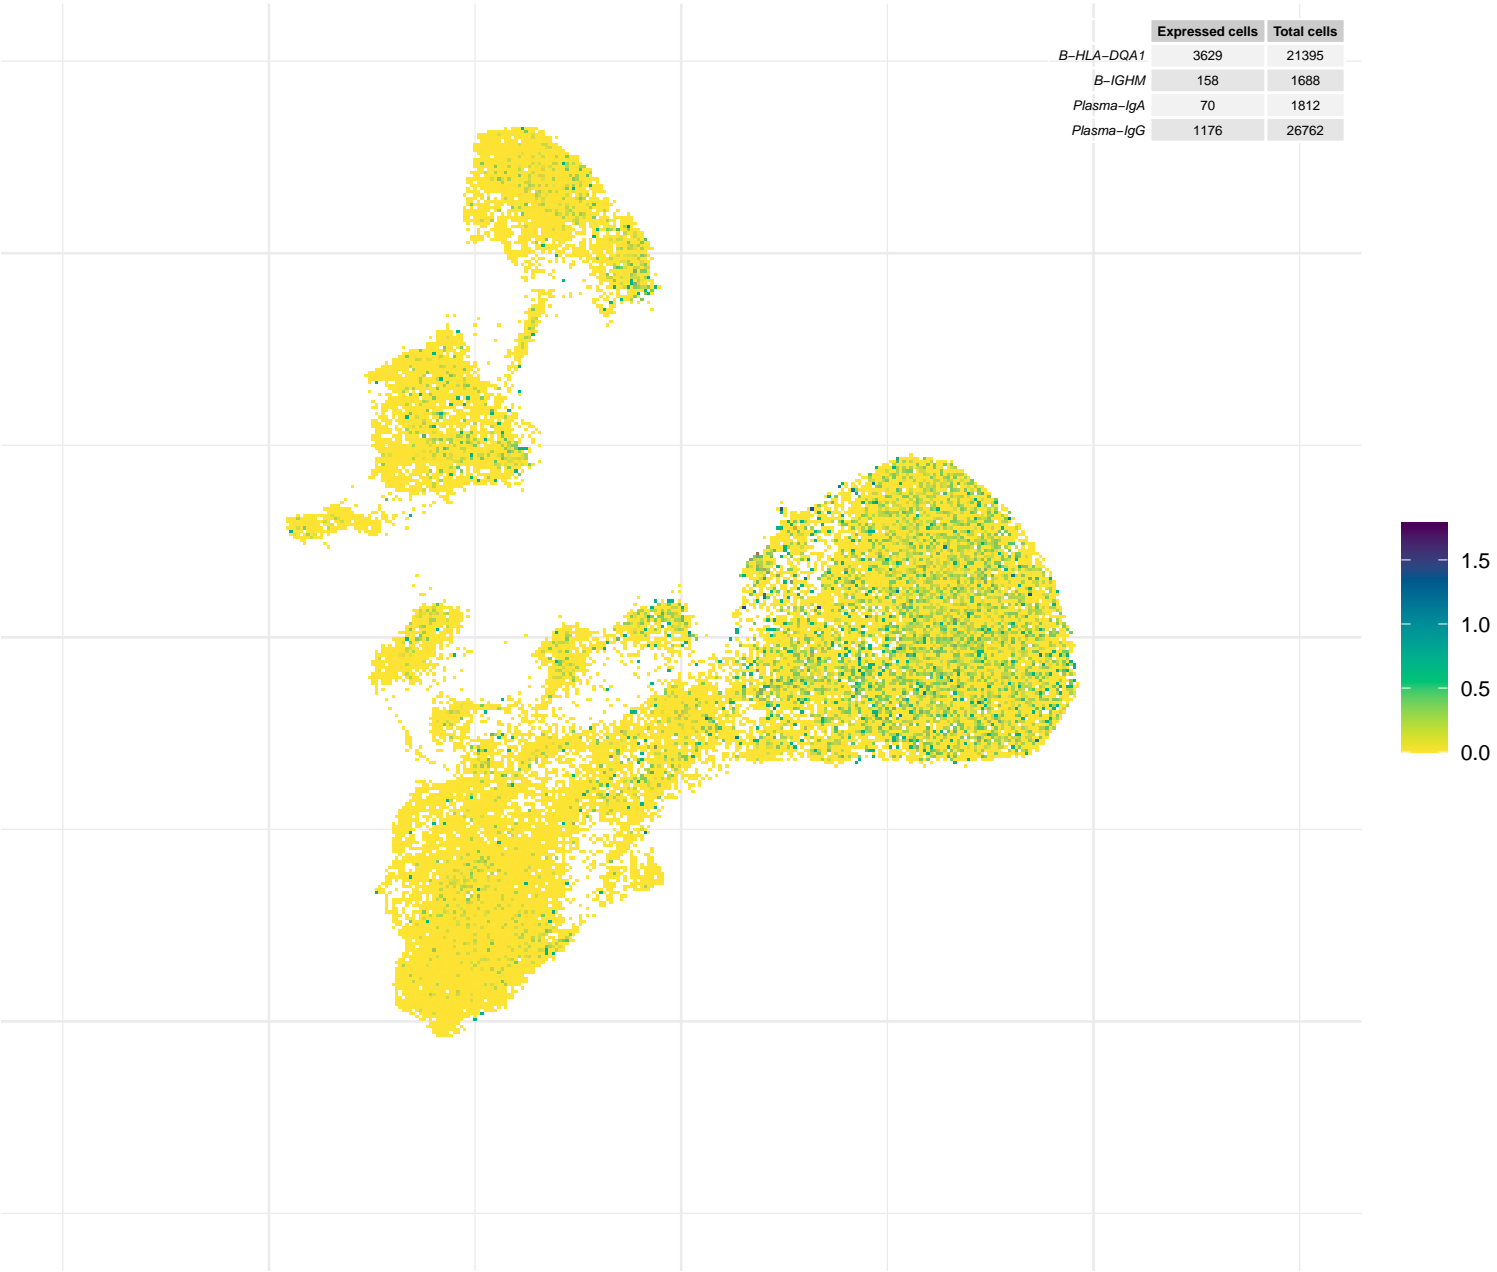 Expressed cells Total cells
B−HLA−DQA1 3629 21395
B−IGHM 158 1688
Plasma−IgA 70 1812
Plasma−IgG 1176 26762
1.5
1.0
0.5
0.0